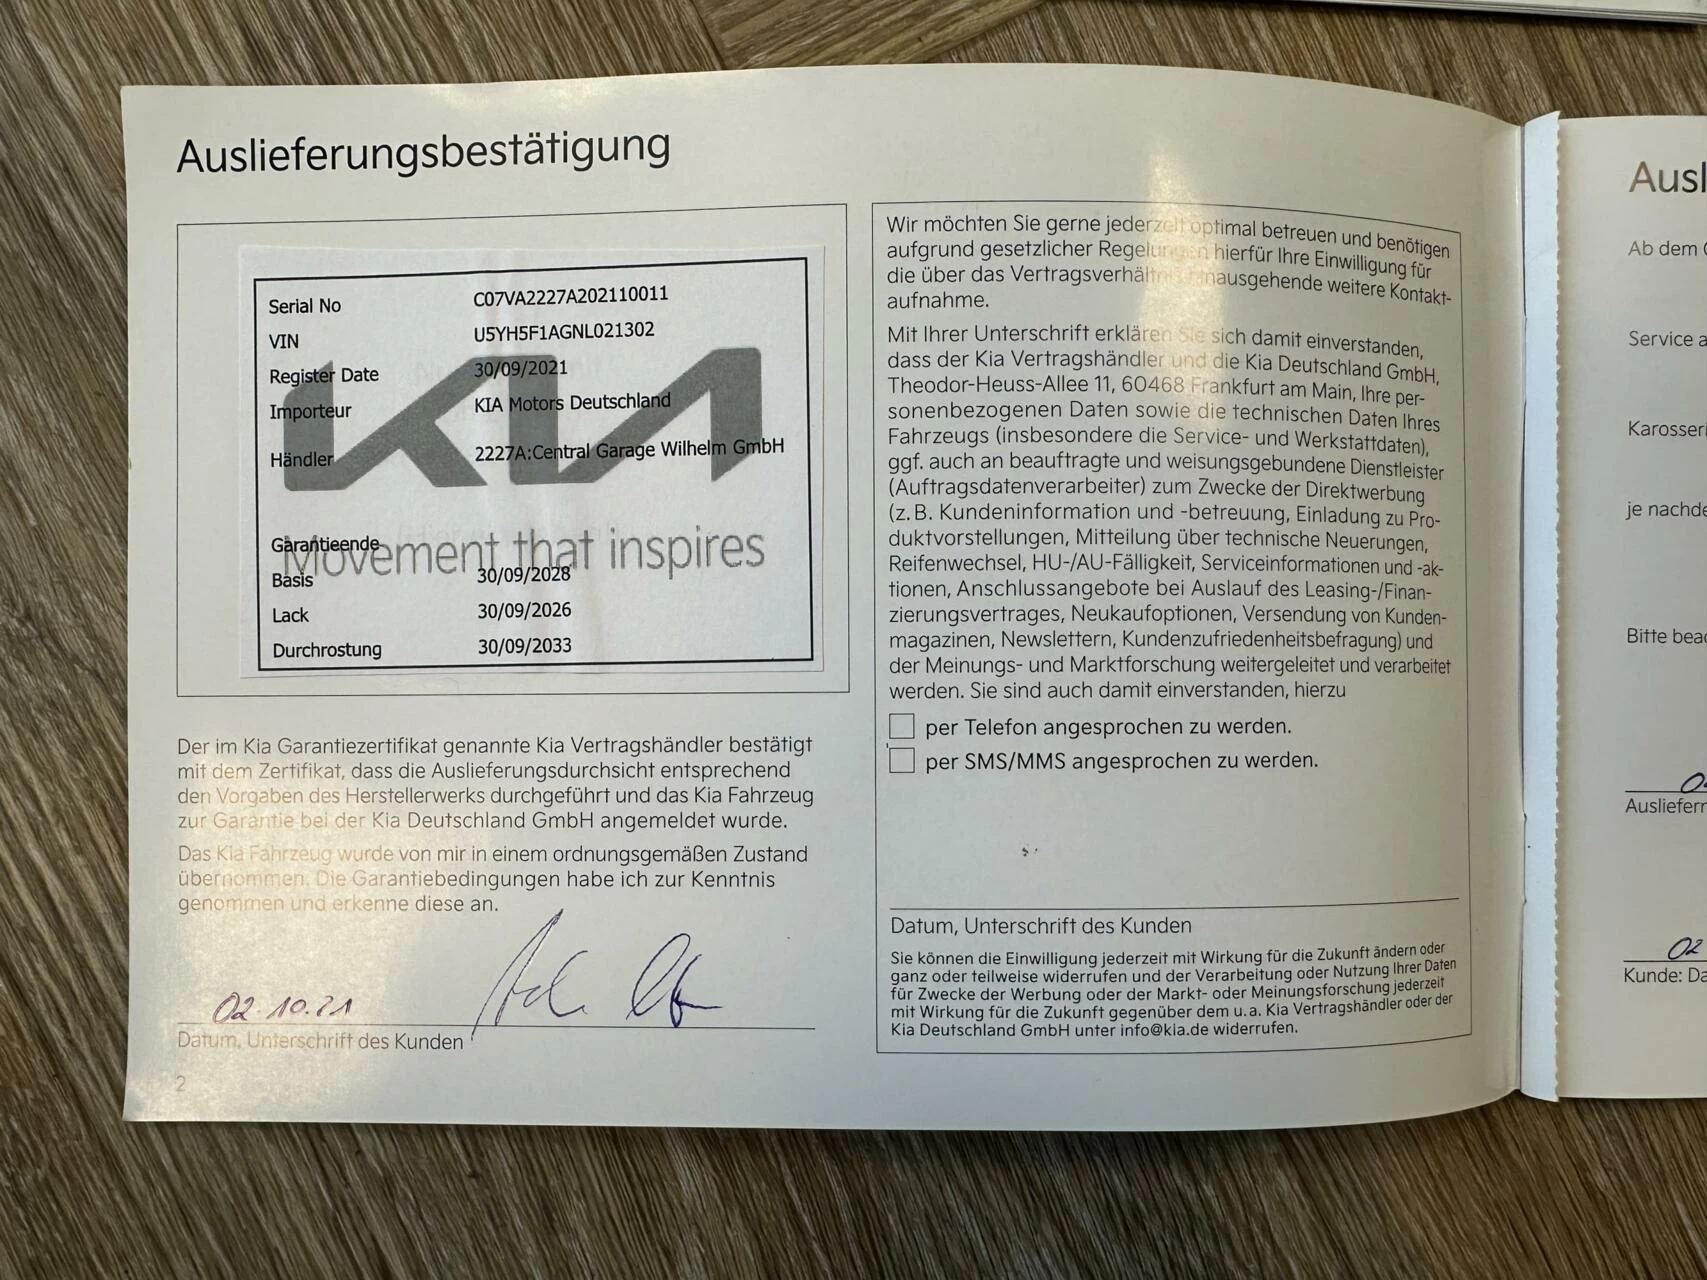 Auslieferungsbestätigung
Serial No C07VA2227A202110011
VIN U5YH5F1AGNL021302
Register Date 30/09/2021
Importeur KIA Motors Deutschland
Händler 2227A:Central Garage Wilhelm GmbH
KIA
Movement that inspires
Garantieende
Basis 30/09/2028
Lack 30/09/2026
Durchrostung 30/09/2033
Der im Kia Garantiezertifikat genannte Kia Vertragshändler bestätigt
mit dem Zertifikat, dass die Auslieferungsdurchsicht entsprechend
den Vorgaben des Herstellerwerks durchgeführt und das Kia Fahrzeug
zur Garantie bei der Kia Deutschland GmbH angemeldet wurde.
Das Kia Fahrzeug wurde von mir in einem ordnungsgemäßen Zustand
übernommen. Die Garantiebedingungen habe ich zur Kenntnis
genommen und erkenne diese an.
02.10.21
Datum, Unterschrift des Kunden
2
Wir möchten Sie gerne jederzeit optimal betreuen und benötigen
aufgrund gesetzlicher Regelungen hierfür Ihre Einwilligung für
die über das Vertragsverhältnis hinausgehende weitere Kontakt-
aufnahme.
Mit Ihrer Unterschrift erklären Sie sich damit einverstanden,
dass der Kia Vertragshändler und die Kia Deutschland GmbH,
Theodor-Heuss-Allee 11, 60468 Frankfurt am Main, Ihre per-
sonenbezogenen Daten sowie die technischen Daten Ihres
Fahrzeugs (insbesondere die Service- und Werkstattdaten),
ggf. auch an beauftragte und weisungsgebundene Dienstleister
(Auftragsdatenverarbeiter) zum Zwecke der Direktwerbung
(z. B. Kundeninformation und -betreuung, Einladung zu Pro-
duktvorstellungen, Mitteilung über technische Neuerungen,
Reifenwechsel, HU-/AU-Fälligkeit, Serviceinformationen und -ak-
tionen, Anschlussangebote bei Auslauf des Leasing-/Finan-
zierungsvertrages, Neukaufoptionen, Versendung von Kunden-
magazinen, Newslettern, Kundenzufriedenheitsbefragung) und
der Meinungs- und Marktforschung weitergeleitet und verarbeitet
werden. Sie sind auch damit einverstanden, hierzu
per Telefon angesprochen zu werden.
per SMS/MMS angesprochen zu werden.
Datum, Unterschrift des Kunden
Sie können die Einwilligung jederzeit mit Wirkung für die Zukunft ändern oder
ganz oder teilweise widerrufen und der Verarbeitung oder Nutzung Ihrer Daten
für Zwecke der Werbung oder der Markt- oder Meinungsforschung jederzeit
mit Wirkung für die Zukunft gegenüber dem u. a. Kia Vertragshändler oder der
Kia Deutschland GmbH unter info@kia.de widerrufen.
Ausl
Ab dem
Service a
Karosser
je nachde
Bitte bea
Ausliefer
02
Kunde: Da